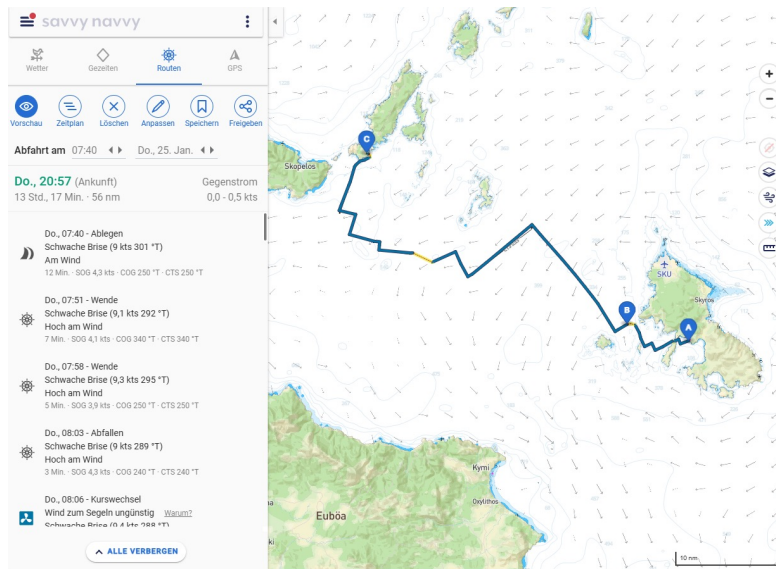 savvy navvy
Wetter
Gezeiten
Routen
GPS
Vorschau
Zeitplan
Löschen
Anpassen
Speichern
Freigeben
Abfahrt am 07:40 Do., 25. Jan.
Do., 20:57 (Ankunft) Gegenstrom
13 Std., 17 Min. · 56 nm 0,0 - 0,5 kts
Do., 07:40 - Ablegen
Schwache Brise (9 kts 301 °T)
Am Wind
12 Min. · SOG 4,3 kts · COG 250 °T · CTS 250 °T
Do., 07:51 - Wende
Schwache Brise (9,1 kts 292 °T)
Hoch am Wind
7 Min. · SOG 4,1 kts · COG 340 °T · CTS 340 °T
Do., 07:58 - Wende
Schwache Brise (9,3 kts 295 °T)
Hoch am Wind
5 Min. · SOG 3,9 kts · COG 250 °T · CTS 250 °T
Do., 08:03 - Abfallen
Schwache Brise (9 kts 289 °T)
Hoch am Wind
3 Min. · SOG 4,3 kts · COG 240 °T · CTS 240 °T
Do., 08:06 - Kurswechsel
Wind zum Segeln ungünstig Warum?
Schwache Brise (9,4 kts 288 °T)
ALLE VERBERGEN
C
Skopelos
SKU
B
Skyros
A
Kymi
Oxylithos
Euböa
ki
10 nm